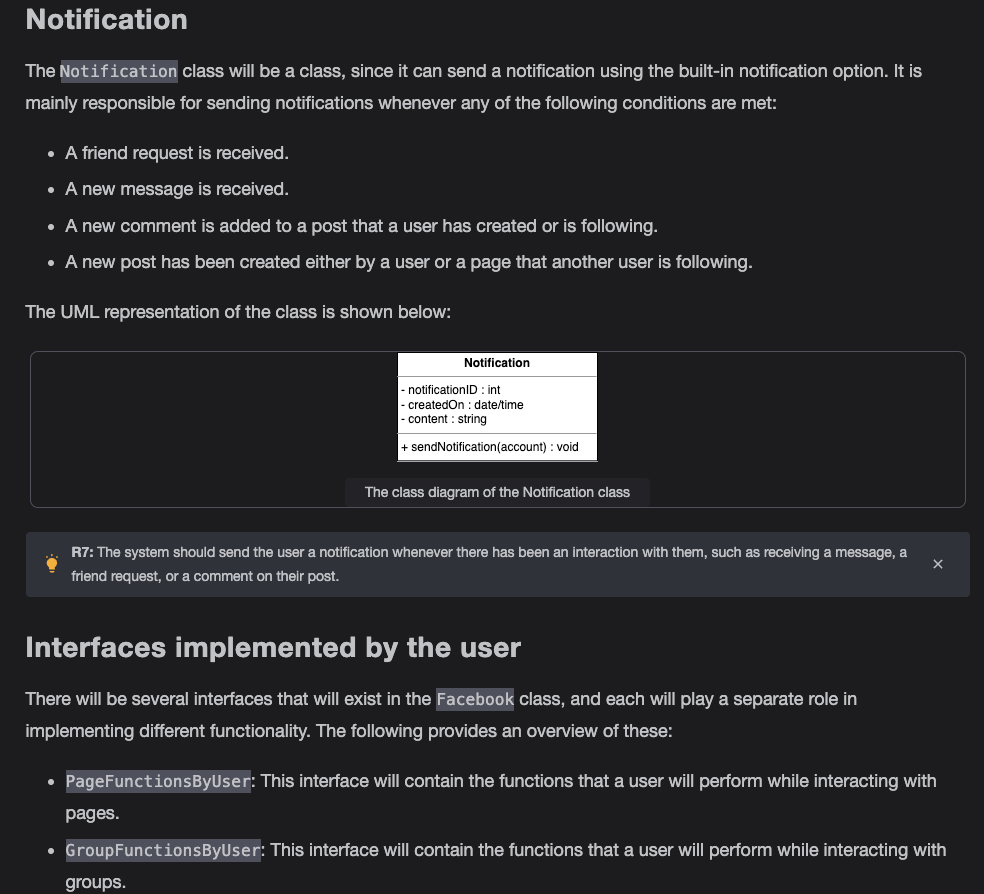 Notification
The Notification class will be a class, since it can send a notification using the built-in notification option. It is
mainly responsible for sending notifications whenever any of the following conditions are met:
• A friend request is received.
• A new message is received.
• A new comment is added to a post that a user has created or is following.
• A new post has been created either by a user or a page that another user is following.
The UML representation of the class is shown below:
Notification
- notificationID : int
- createdOn : date/time
- content : string
+ sendNotification(account) : void
The class diagram of the Notification class
R7: The system should send the user a notification whenever there has been an interaction with them, such as receiving a message, a
friend request, or a comment on their post.
Interfaces implemented by the user
There will be several interfaces that will exist in the Facebook class, and each will play a separate role in
implementing different functionality. The following provides an overview of these:
• PageFunctionsByUser: This interface will contain the functions that a user will perform while interacting with
pages.
• GroupFunctionsByUser: This interface will contain the functions that a user will perform while interacting with
groups.